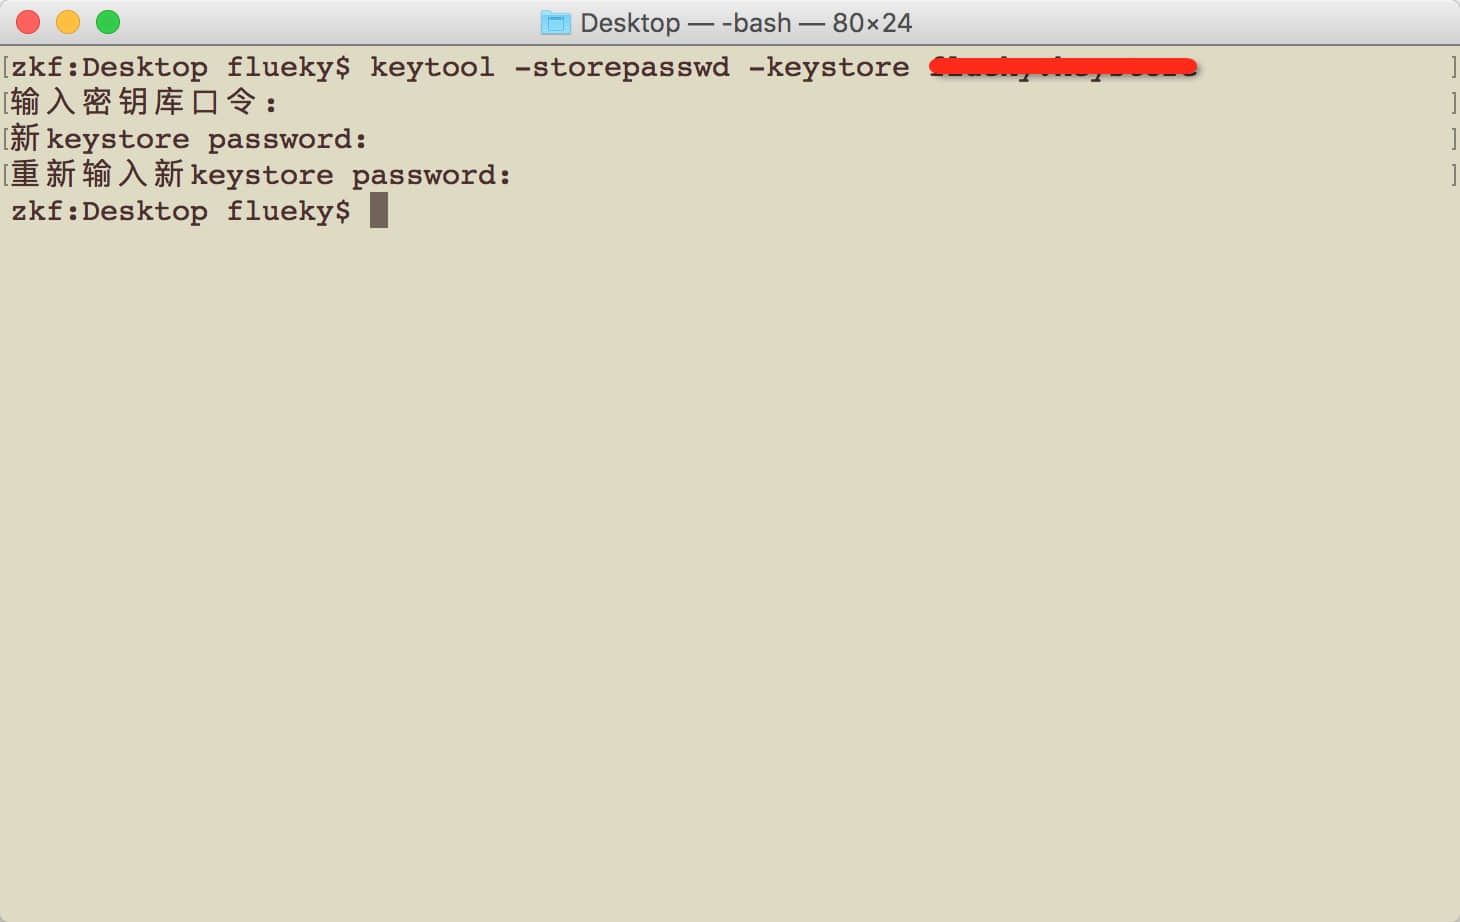 Desktop — -bash — 80×24
[zkf:Desktop flueky$ keytool -storepasswd -keystore ]
[输入密钥库口令: ]
[新keystore password: ]
[重新输入新keystore password: ]
zkf:Desktop flueky$